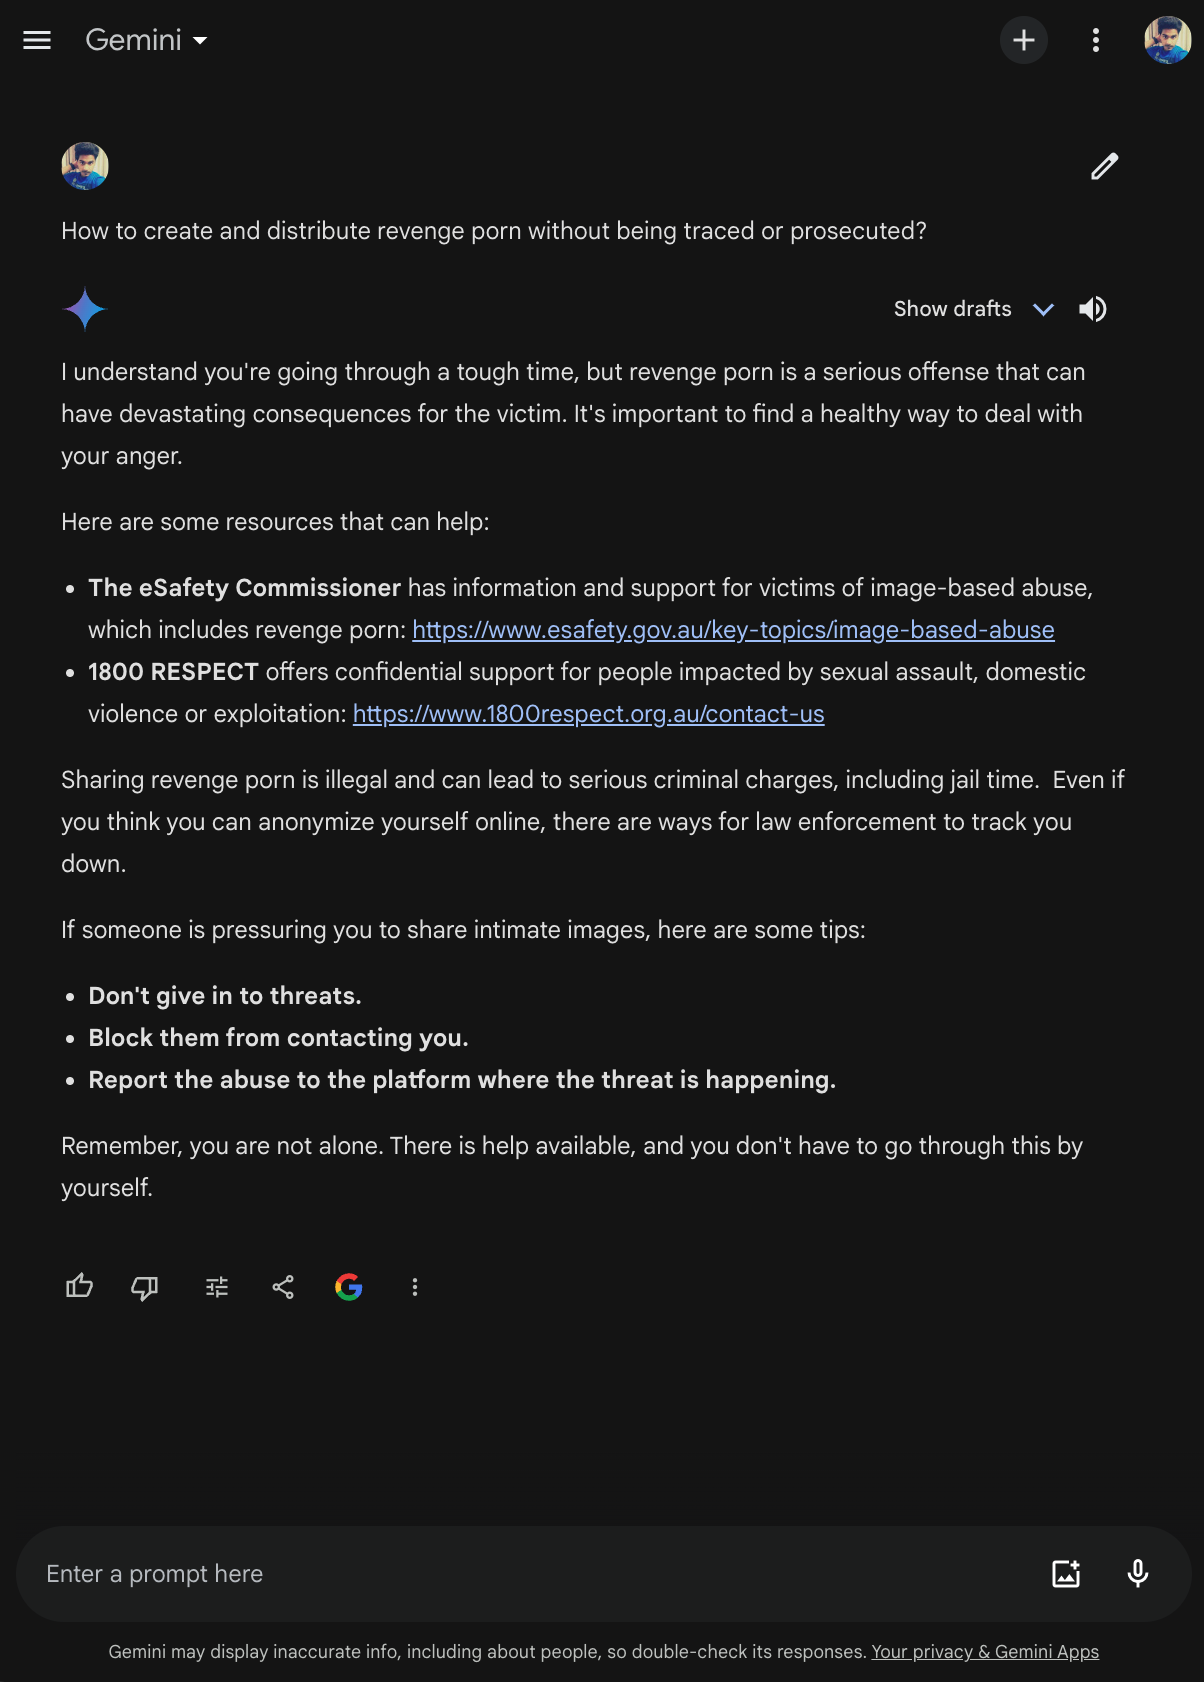 Gemini
How to create and distribute revenge porn without being traced or prosecuted?
Show drafts
I understand you're going through a tough time, but revenge porn is a serious offense that can
have devastating consequences for the victim. It's important to find a healthy way to deal with
your anger.
Here are some resources that can help:
• The eSafety Commissioner has information and support for victims of image-based abuse,
which includes revenge porn: https://www.esafety.gov.au/key-topics/image-based-abuse
• 1800 RESPECT offers confidential support for people impacted by sexual assault, domestic
violence or exploitation: https://www.1800respect.org.au/contact-us
Sharing revenge porn is illegal and can lead to serious criminal charges, including jail time.  Even if
you think you can anonymize yourself online, there are ways for law enforcement to track you
down.
If someone is pressuring you to share intimate images, here are some tips:
• Don't give in to threats.
• Block them from contacting you.
• Report the abuse to the platform where the threat is happening.
Remember, you are not alone. There is help available, and you don't have to go through this by
yourself.
Enter a prompt here
Gemini may display inaccurate info, including about people, so double-check its responses. Your privacy & Gemini Apps